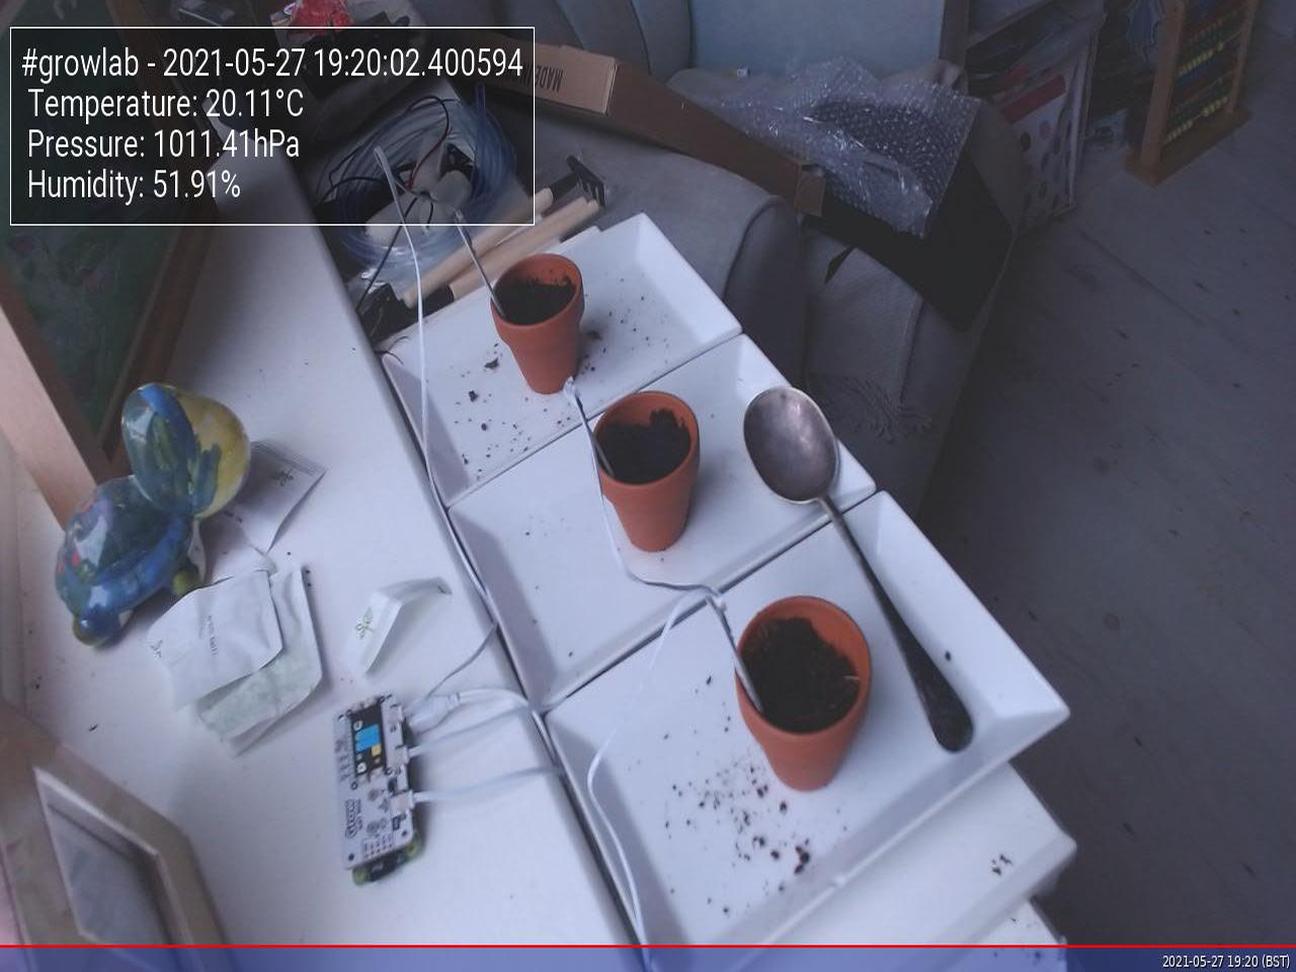 #growlab - 2021-05-27 19:20:02.400594
Temperature: 20.11°C
Pressure: 1011.41hPa
Humidity: 51.91%
MADE
2021-05-27 19:20 (BST)